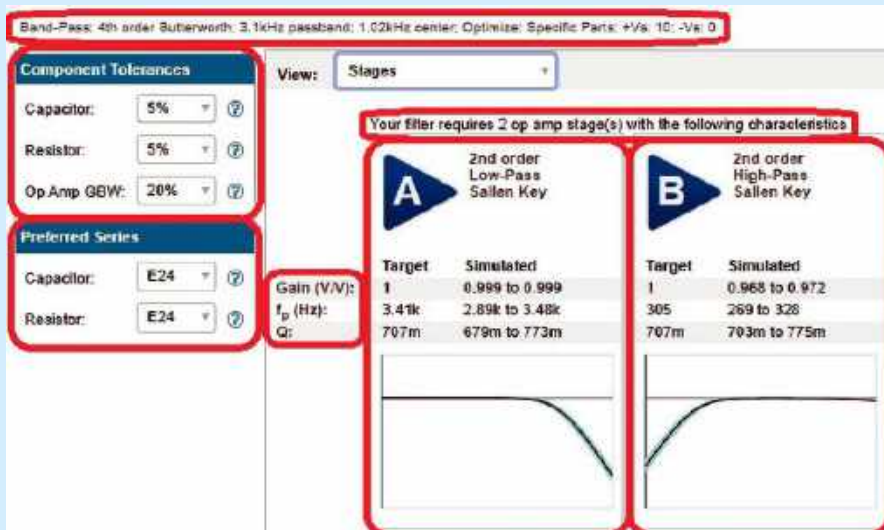 Band-Pass: 4th order Butterworth: 3.1kHz passband: 1.02kHz center: Optimize: Specific Parts: +Vs: 10: -Vs: 0
Component Tolerances
Capacitor: 5%
Resistor: 5%
Op Amp GBW: 20%
Preferred Series
Capacitor: E24
Resistor: E24
View: Stages
Your filter requires 2 op amp stage(s) with the following characteristics
A
2nd order
Low-Pass
Sallen Key
B
2nd order
High-Pass
Sallen Key
Target Simulated Target Simulated
Gain (V/V): 1 0.999 to 0.999 1 0.968 to 0.972
fp (Hz): 3.41k 2.89k to 3.48k 305 269 to 328
Q: 707m 679m to 773m 707m 703m to 775m